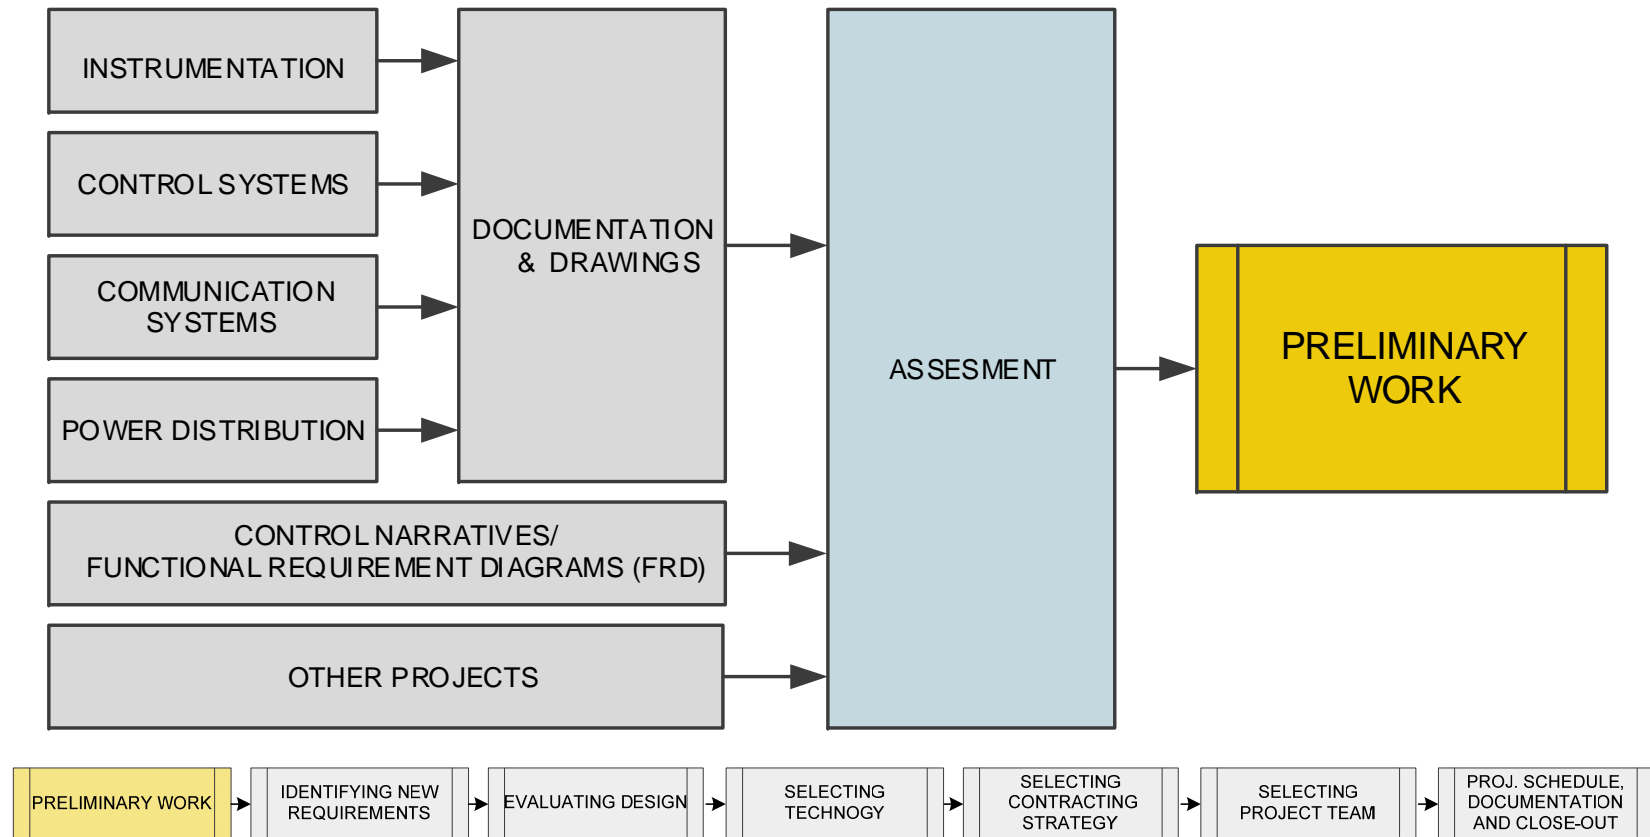 INSTRUMENTATION
CONTROL SYSTEMS
COMMUNICATION
SYSTEMS
POWER DISTRIBUTION
DOCUMENTATION
& DRAWINGS
CONTROL NARRATIVES/
FUNCTIONAL REQUIREMENT DIAGRAMS (FRD)
OTHER PROJECTS
ASSESMENT
PRELIMINARY
WORK
PRELIMINARY WORK
IDENTIFYING NEW
REQUIREMENTS
EVALUATING DESIGN
SELECTING
TECHNOGY
SELECTING
CONTRACTING
STRATEGY
SELECTING
PROJECT TEAM
PROJ. SCHEDULE,
DOCUMENTATION
AND CLOSE-OUT